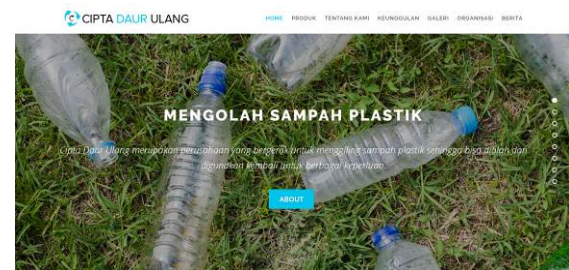 CIPTA DAUR ULANG
HOME PRODUK TENTANG KAMI KEUNGGULAN GALERI ORGANISASI BERITA
MENGOLAH SAMPAH PLASTIK
Cipta Daur Ulang merupakan perusahaan yang bergerak untuk menggiling sampah plastik sehingga bisa diolah dan
digunakan kembali untuk berbagai keperluan
ABOUT